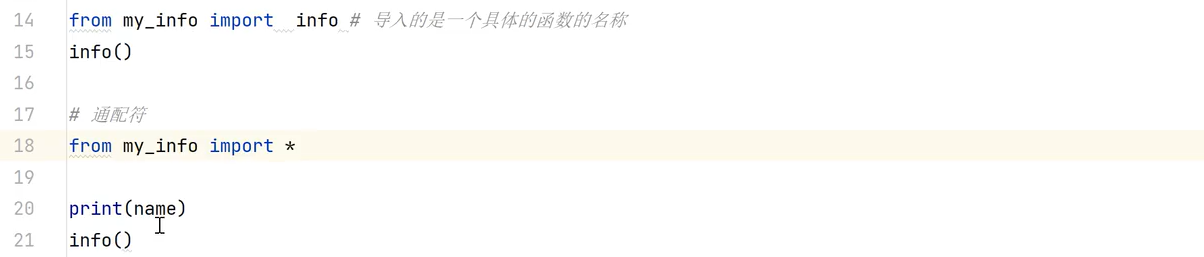 14 from my_info import  info # 导入的是一个具体的函数的名称
15 info()
16
17 # 通配符
18 from my_info import *
19
20 print(name)
21 info()